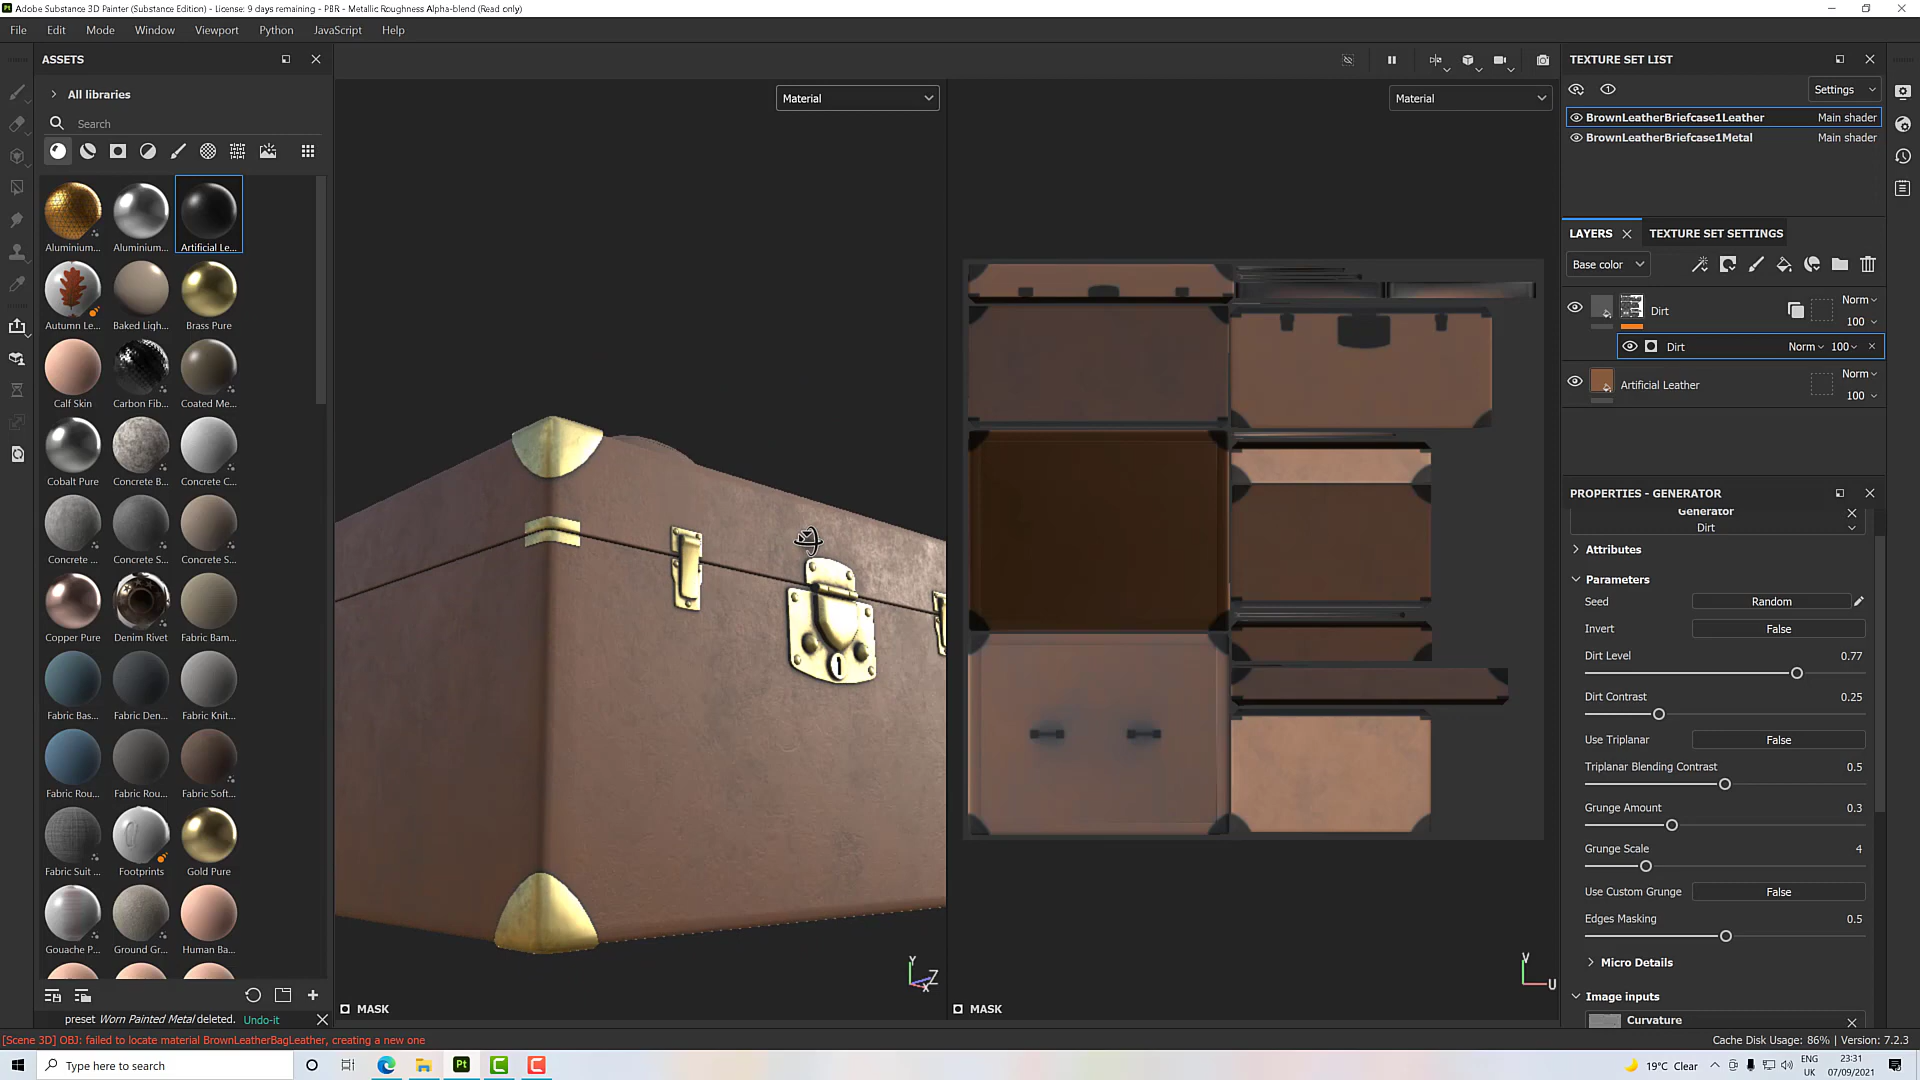 Adobe Substance 3D Painter (Substance Edition) - License: 9 days remaining - PBR - Metallic Roughness Alpha-blend (Read only)
File Edit Mode Window Viewport Python JavaScript Help
ASSETS
All libraries
Search
Aluminium... Aluminium... Artificial Le...
Autumn Le... Baked Ligh... Brass Pure
Calf Skin Carbon Fib... Coated Me...
Cobalt Pure Concrete B... Concrete C...
Concrete ... Concrete S... Concrete S...
Copper Pure Denim Rivet Fabric Bam...
Fabric Bas... Fabric Den... Fabric Knit...
Fabric Rou... Fabric Rou... Fabric Soft...
Fabric Suit ... Footprints Gold Pure
Gouache P... Ground Gr... Human Ba...
preset Worn Painted Metal deleted. Undo-it
Material
Y
Z
X
MASK
Material
V
U
MASK
TEXTURE SET LIST
Settings
BrownLeatherBriefcase1Leather Main shader
BrownLeatherBriefcase1Metal Main shader
LAYERS TEXTURE SET SETTINGS
Base color
Dirt Norm
100
Dirt Norm 100
Artificial Leather Norm
100
PROPERTIES - GENERATOR
Generator
Dirt
Attributes
Parameters
Seed Random
Invert False
Dirt Level 0.77
Dirt Contrast 0.25
Use Triplanar False
Triplanar Blending Contrast 0.5
Grunge Amount 0.3
Grunge Scale 4
Use Custom Grunge False
Edges Masking 0.5
Micro Details
Image inputs
Curvature
[Scene 3D] OBJ: failed to locate material BrownLeatherBagLeather, creating a new one
Cache Disk Usage: 86% | Version: 7.2.3
Type here to search
Pt
19°C Clear
ENG
UK
23:31
07/09/2021